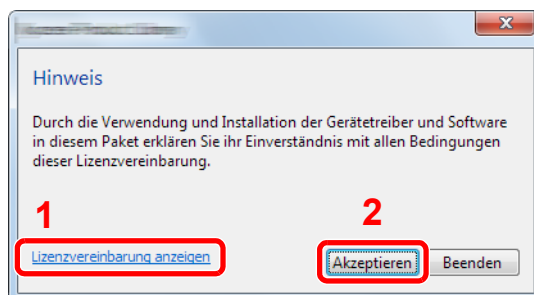 Hinweis
Durch die Verwendung und Installation der Gerätetreiber und Software
in diesem Paket erklären Sie ihr Einverständnis mit allen Bedingungen
dieser Lizenzvereinbarung.
1
2
Lizenzvereinbarung anzeigen
Akzeptieren Beenden